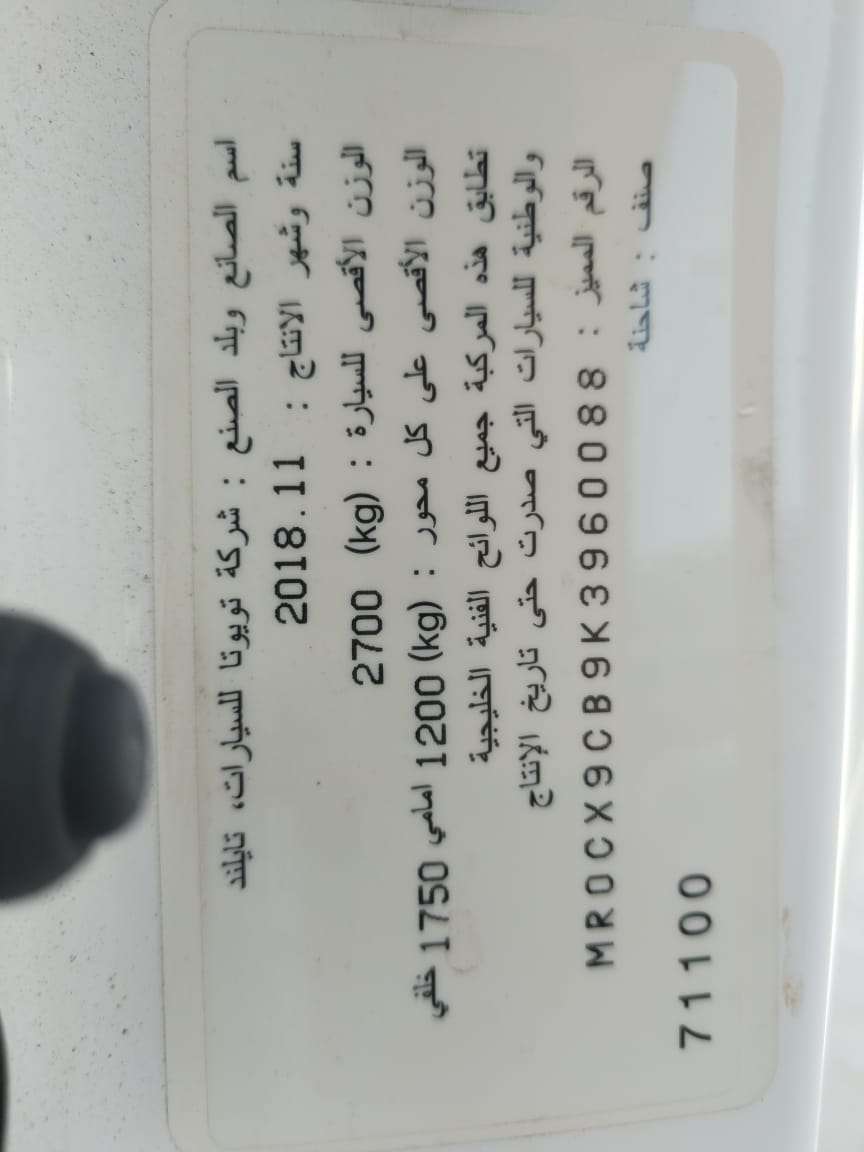 اسم الصانع وبلد الصنع : شركة تويوتا للسيارات، تايلند
سنة وشهر الانتاج : 2018.11
الوزن الأقصى للسيارة : (kg) 2700
الوزن الأقصى على كل محور : (kg) 1200 امامي 1750 خلفي
تطابق هذه المركبة جميع اللوائح الفنية الخليجية
والوطنية للسيارات التي صدرت حتى تاريخ الإنتاج
الرقم المميز : MR0CX9CB9K3960088
صنف : شاحنة
71100